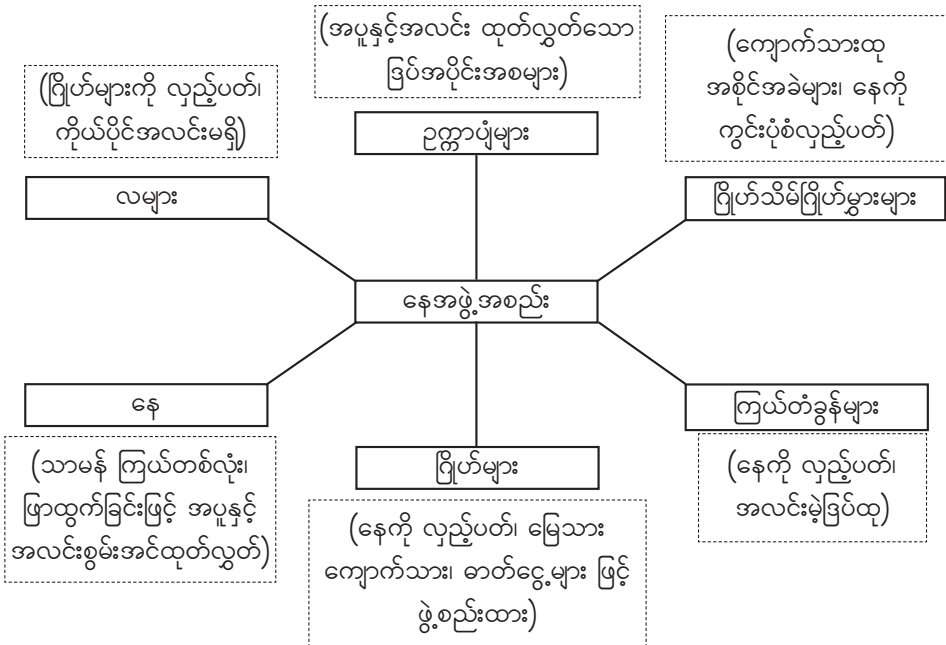 (အပူနှင့်အလင်း ထုတ်လွှတ်သော
ဒြပ်အပိုင်းအစများ)
ဥက္ကာပျံများ
(ဂြိုဟ်များကို လှည့်ပတ်၊
ကိုယ်ပိုင်အလင်းမရှိ)
လများ
(ကျောက်သားထု
အစိုင်အခဲများ၊ နေကို
ကွင်းပုံစံလှည့်ပတ်)
ဂြိုဟ်သိမ်ဂြိုဟ်မွှားများ
နေအဖွဲ့အစည်း
နေ
(သာမန် ကြယ်တစ်လုံး၊
ဖြာထွက်ခြင်းဖြင့် အပူနှင့်
အလင်းစွမ်းအင်ထုတ်လွှတ်)
ဂြိုဟ်များ
(နေကို လှည့်ပတ်၊ မြေသား
ကျောက်သား၊ ဓာတ်ငွေ့များ ဖြင့်
ဖွဲ့စည်းထား)
ကြယ်တံခွန်များ
(နေကို လှည့်ပတ်၊
အလင်းမဲ့ဒြပ်ထု)